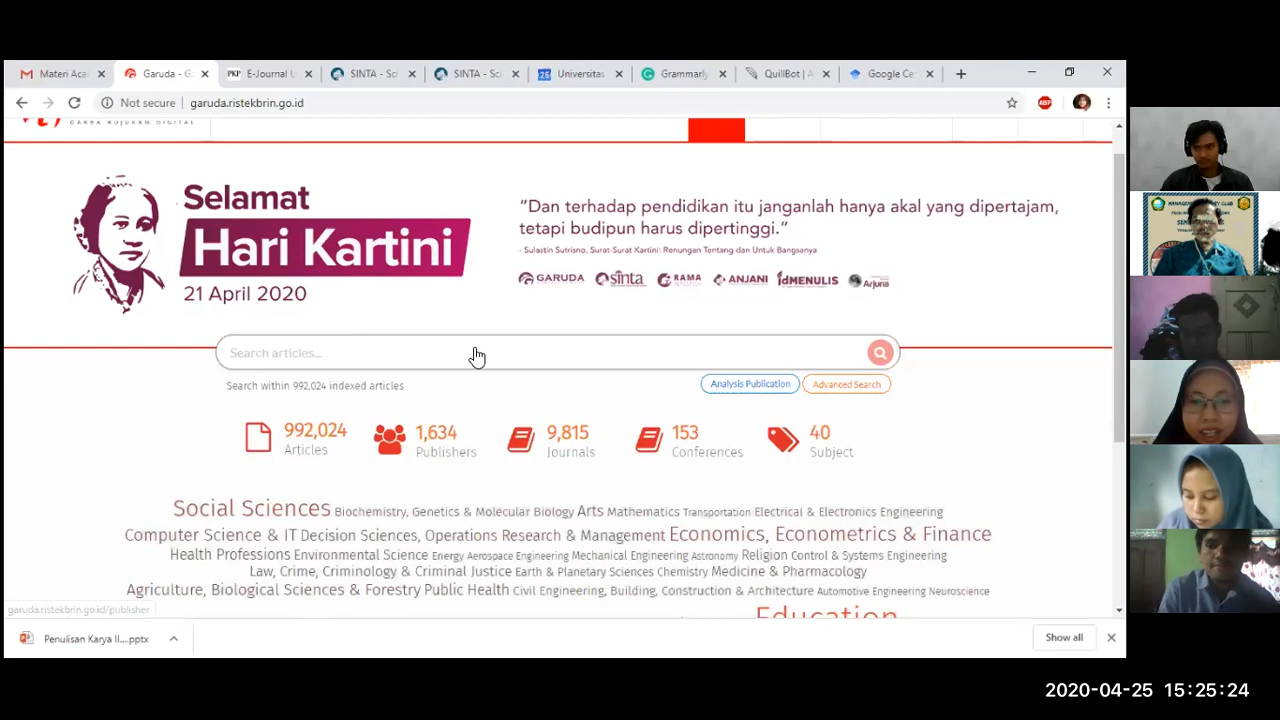 Materi Aca
Garuda - G
PKP E-Journal U
SINTA - Sci
SINTA - Sc
25 Universitas
Grammarly
QuillBot | A
Google Ce
Not secure | garuda.ristekbrin.go.id
ABP
GARBA RUJUKAN DIGITAL
Selamat
Hari Kartini
21 April 2020
"Dan terhadap pendidikan itu janganlah hanya akal yang dipertajam,
tetapi budipun harus dipertinggi."
- Sulastin Sutrisno, Surat-Surat Kartini: Renungan Tentang dan Untuk Bangsanya
GARUDA sinta RAMA ANJANI idMENULIS Arjuna
Search articles...
Search within 992,024 indexed articles
Analysis Publication
Advanced Search
992,024 Articles
1,634 Publishers
9,815 Journals
153 Conferences
40 Subject
Social Sciences Biochemistry, Genetics & Molecular Biology Arts Mathematics Transportation Electrical & Electronics Engineering
Computer Science & IT Decision Sciences, Operations Research & Management Economics, Econometrics & Finance
Health Professions Environmental Science Energy Aerospace Engineering Mechanical Engineering Astronomy Religion Control & Systems Engineering
Law, Crime, Criminology & Criminal Justice Earth & Planetary Sciences Chemistry Medicine & Pharmacology
Agriculture, Biological Sciences & Forestry Public Health Civil Engineering, Building, Construction & Architecture Automotive Engineering Neuroscience
Education
garuda.ristekbrin.go.id/publisher
Penulisan Karya Il....pptx
Show all
2020-04-25 15:25:24